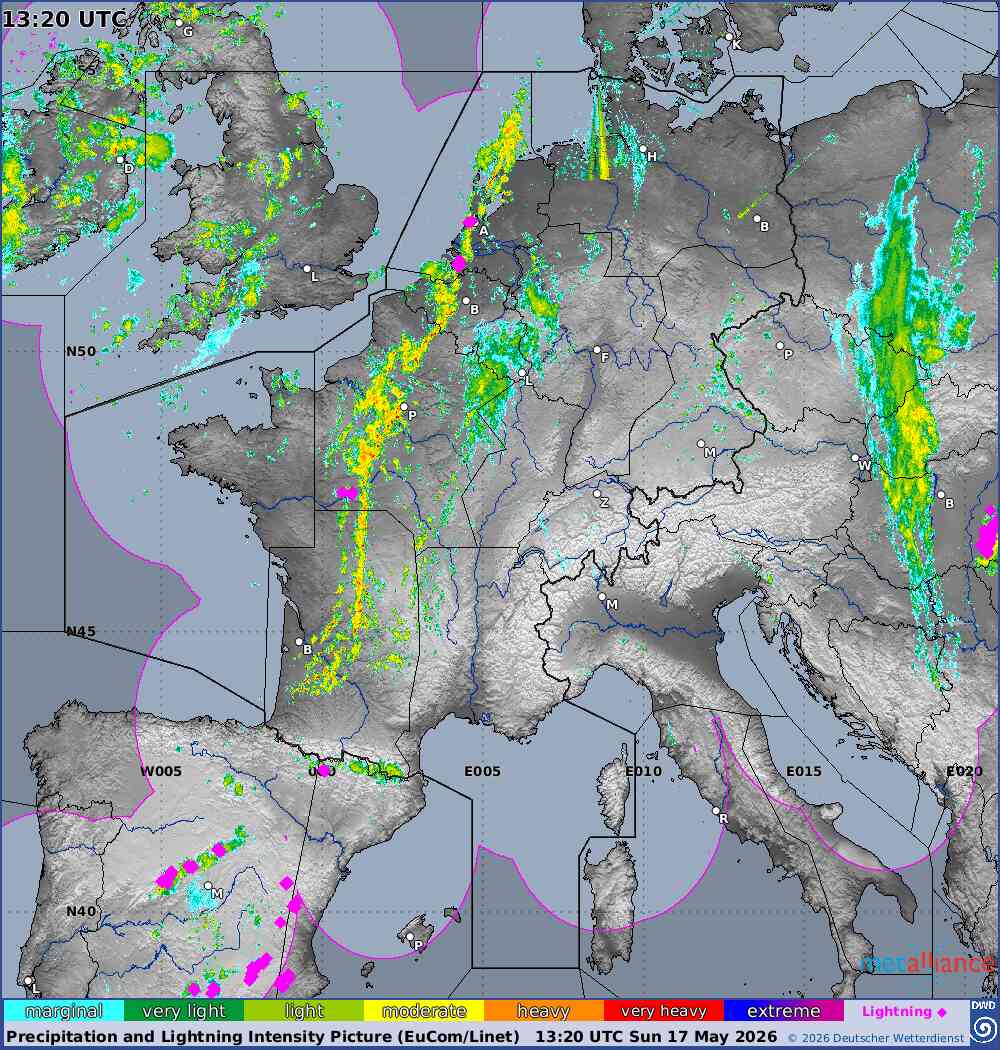 13:20 UTC
G
K
D
H
A
B
L
B
N50
F
P
L
P
M
W
B
Z
M
N45
B
W005
000
E005
E010
E015
E020
R
M
N40
P
L
metalliance
marginal very light light moderate heavy very heavy extreme Lightning
DWD
Precipitation and Lightning Intensity Picture (EuCom/Linet) 13:20 UTC Sun 17 May 2026 © 2026 Deutscher Wetterdienst